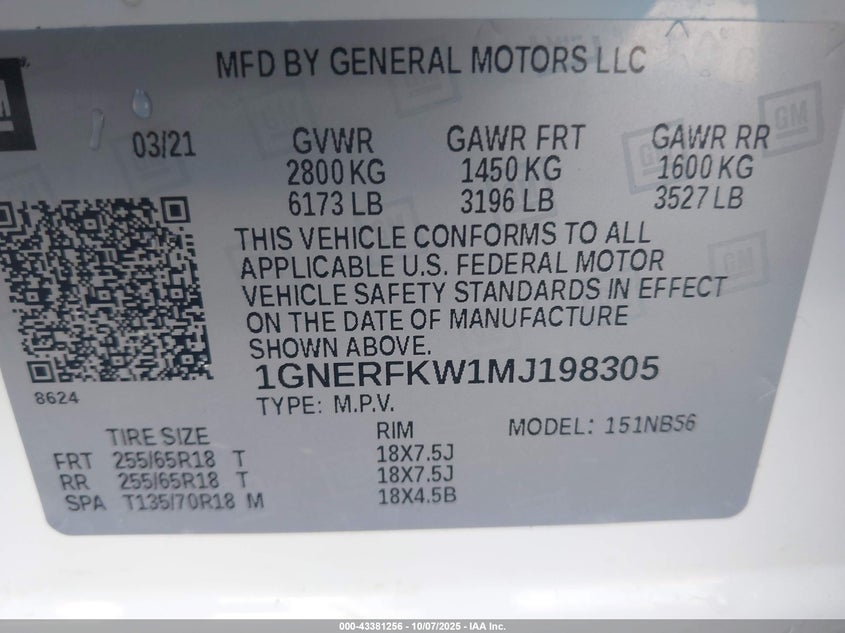 MFD BY GENERAL MOTORS LLC
03/21 GVWR GAWR FRT GAWR RR
2800 KG 1450 KG 1600 KG
6173 LB 3196 LB 3527 LB
THIS VEHICLE CONFORMS TO ALL
APPLICABLE U.S. FEDERAL MOTOR
VEHICLE SAFETY STANDARDS IN EFFECT
ON THE DATE OF MANUFACTURE
SHOWN ABOVE.
1GNERFKW1MJ198305
8624
TYPE: M.P.V.
TIRE SIZE RIM MODEL: 151NB56
FRT 255/65R18 T 18X7.5J
RR 255/65R18 T 18X7.5J
SPA T135/70R18 M 18X4.5B
GM
000-43381256 - 10/07/2025 - IAA Inc.